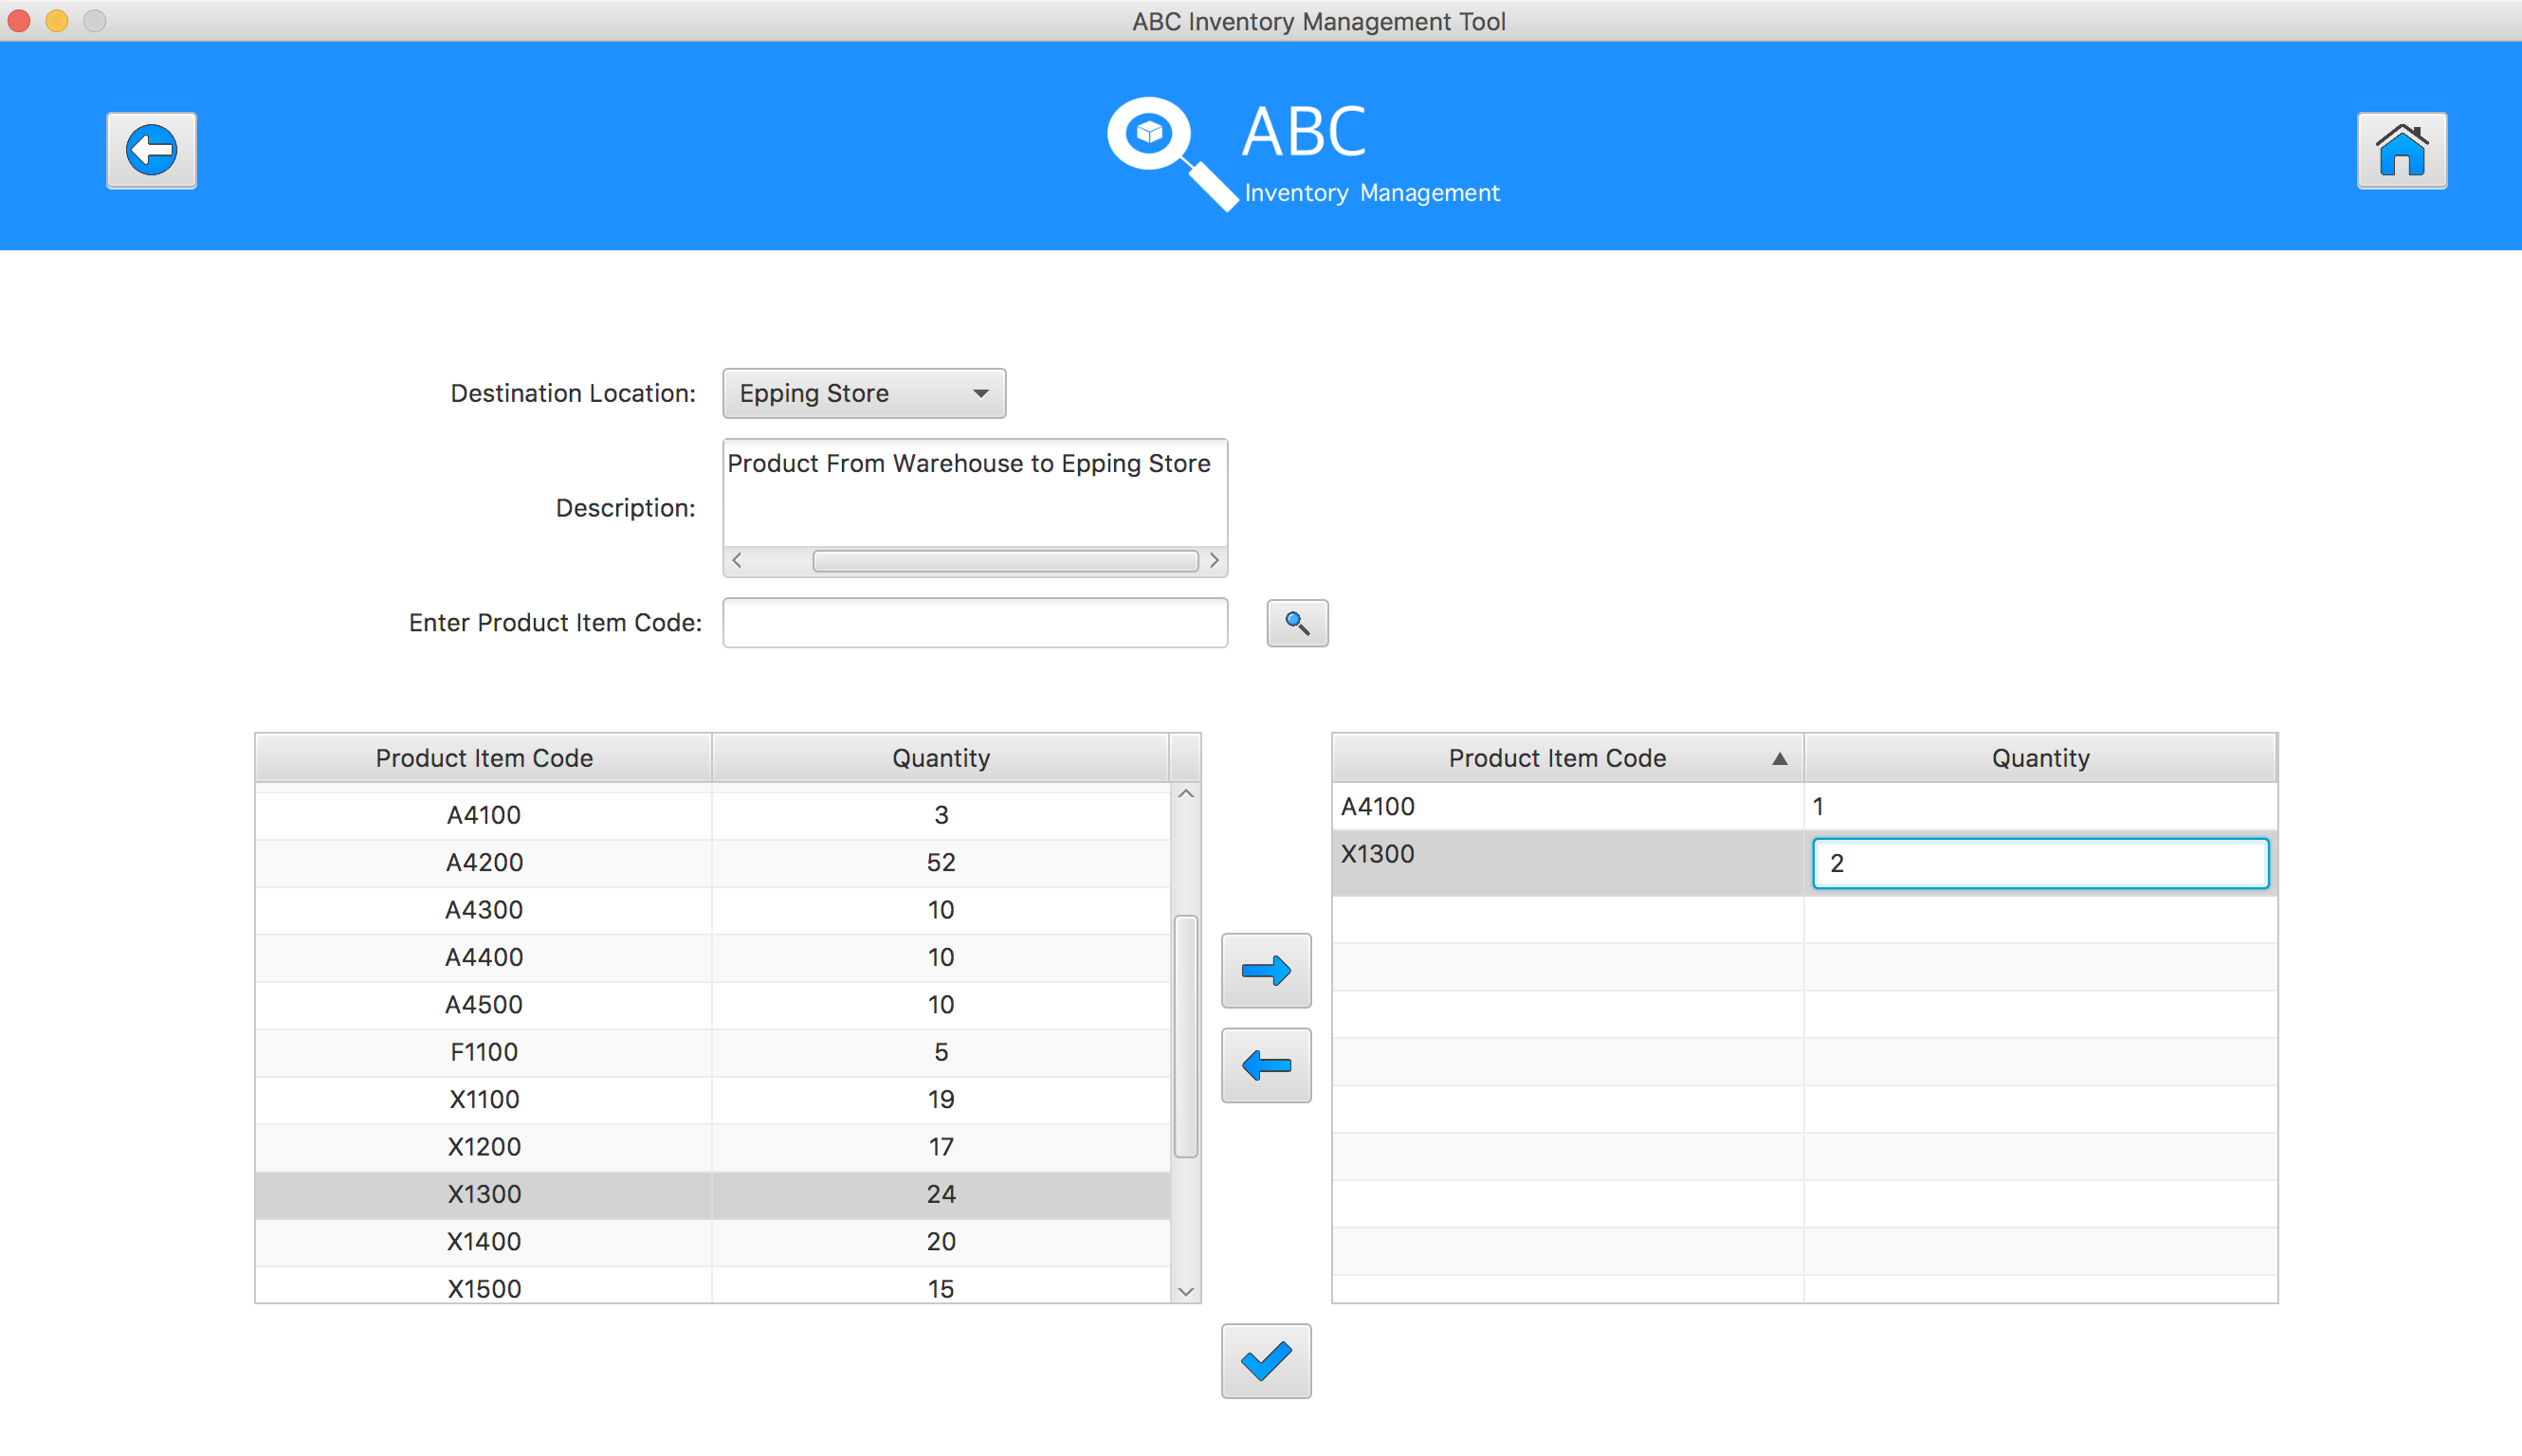 ABC Inventory Management Tool
ABC
Inventory Management
Destination Location:
Epping Store
Product From Warehouse to Epping Store
Description:
Enter Product Item Code:
Product Item Code Quantity
A4100 3
A4200 52
A4300 10
A4400 10
A4500 10
F1100 5
X1100 19
X1200 17
X1300 24
X1400 20
X1500 15
Product Item Code Quantity
A4100 1
X1300 2